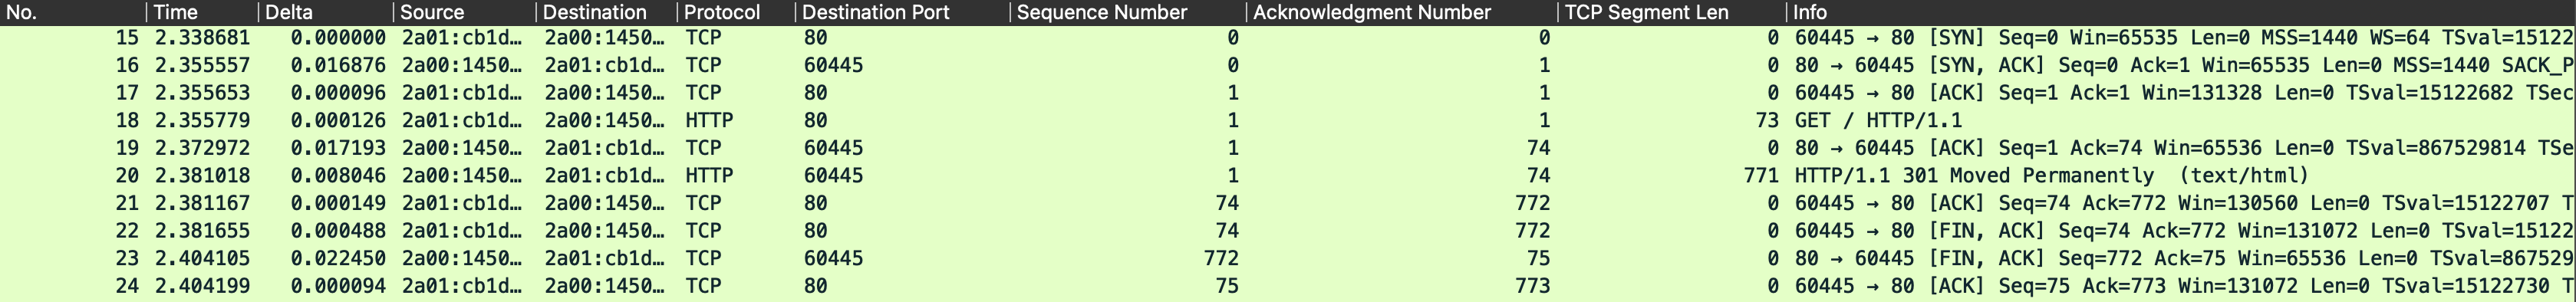 No. Time Delta Source Destination Protocol Destination Port Sequence Number Acknowledgment Number TCP Segment Len Info
15 2.338681 0.000000 2a01:cb1d… 2a00:1450… TCP 80 0 0 0 60445 → 80 [SYN] Seq=0 Win=65535 Len=0 MSS=1440 WS=64 TSval=15122
16 2.355557 0.016876 2a00:1450… 2a01:cb1d… TCP 60445 0 1 0 80 → 60445 [SYN, ACK] Seq=0 Ack=1 Win=65535 Len=0 MSS=1440 SACK_P
17 2.355653 0.000096 2a01:cb1d… 2a00:1450… TCP 80 1 1 0 60445 → 80 [ACK] Seq=1 Ack=1 Win=131328 Len=0 TSval=15122682 TSec
18 2.355779 0.000126 2a01:cb1d… 2a00:1450… HTTP 80 1 1 73 GET / HTTP/1.1
19 2.372972 0.017193 2a00:1450… 2a01:cb1d… TCP 60445 1 74 0 80 → 60445 [ACK] Seq=1 Ack=74 Win=65536 Len=0 TSval=867529814 TSe
20 2.381018 0.008046 2a00:1450… 2a01:cb1d… HTTP 60445 1 74 771 HTTP/1.1 301 Moved Permanently (text/html)
21 2.381167 0.000149 2a01:cb1d… 2a00:1450… TCP 80 74 772 0 60445 → 80 [ACK] Seq=74 Ack=772 Win=130560 Len=0 TSval=15122707 T
22 2.381655 0.000488 2a01:cb1d… 2a00:1450… TCP 80 74 772 0 60445 → 80 [FIN, ACK] Seq=74 Ack=772 Win=131072 Len=0 TSval=15122
23 2.404105 0.022450 2a00:1450… 2a01:cb1d… TCP 60445 772 75 0 80 → 60445 [FIN, ACK] Seq=772 Ack=75 Win=65536 Len=0 TSval=867529
24 2.404199 0.000094 2a01:cb1d… 2a00:1450… TCP 80 75 773 0 60445 → 80 [ACK] Seq=75 Ack=773 Win=131072 Len=0 TSval=15122730 T